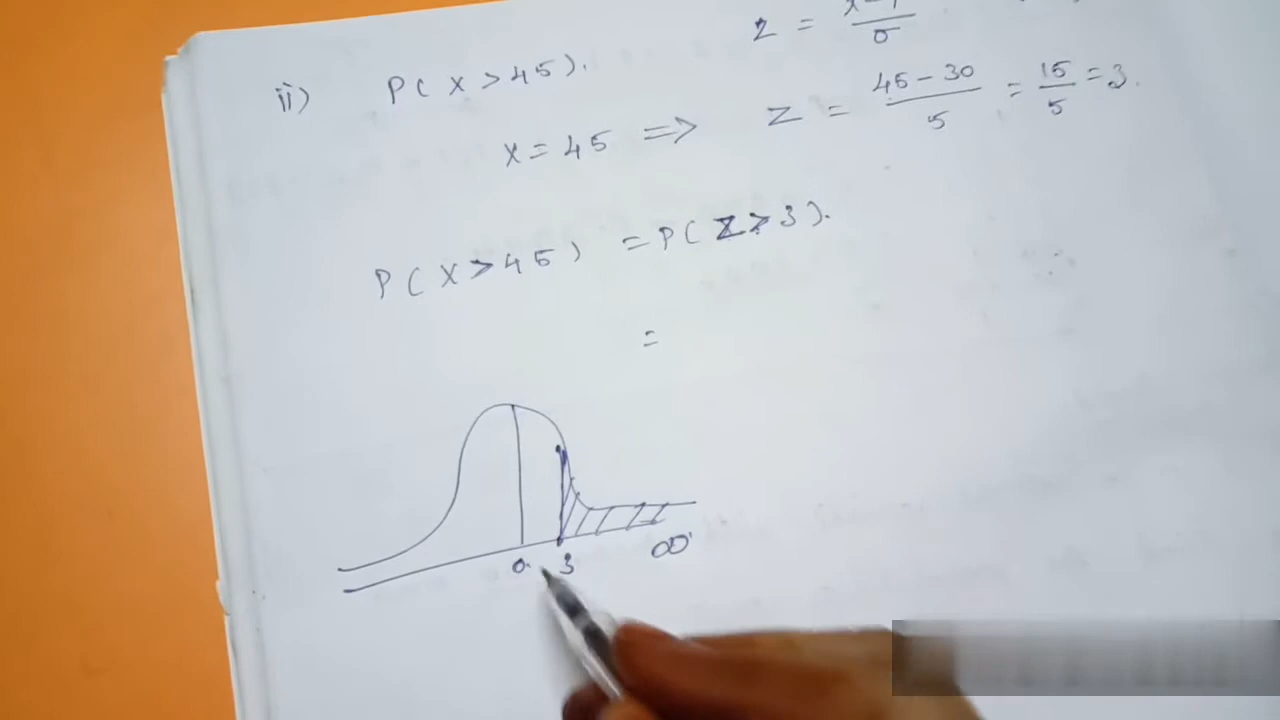 z = x-μ / σ
ii) P( X > 45 ).
x = 45 => z = 45 - 30 / 5 = 15 / 5 = 3.
P( X > 45 ) = P( Z > 3 ).
=
0. 3 ∞